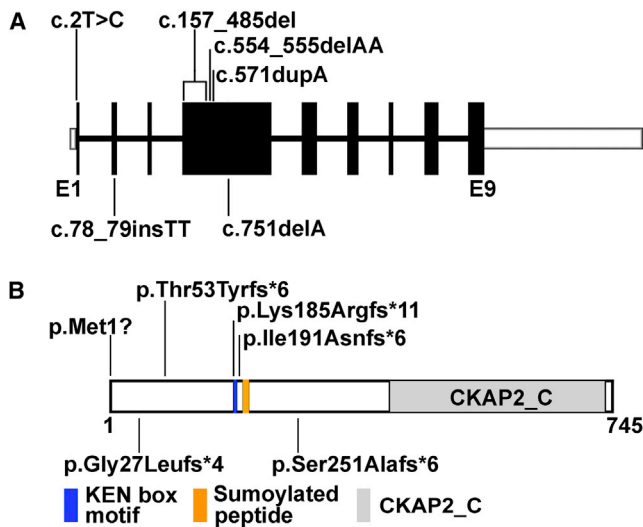 A
c.2T>C
c.157_485del
c.554_555delAA
c.571dupA
E1
E9
c.78_79insTT
c.751delA
B
p.Thr53Tyrfs*6
p.Lys185Argfs*11
p.Met1?
p.Ile191Asnfs*6
CKAP2_C
1
745
p.Gly27Leufs*4
p.Ser251Alafs*6
KEN box
motif
Sumoylated
peptide
CKAP2_C